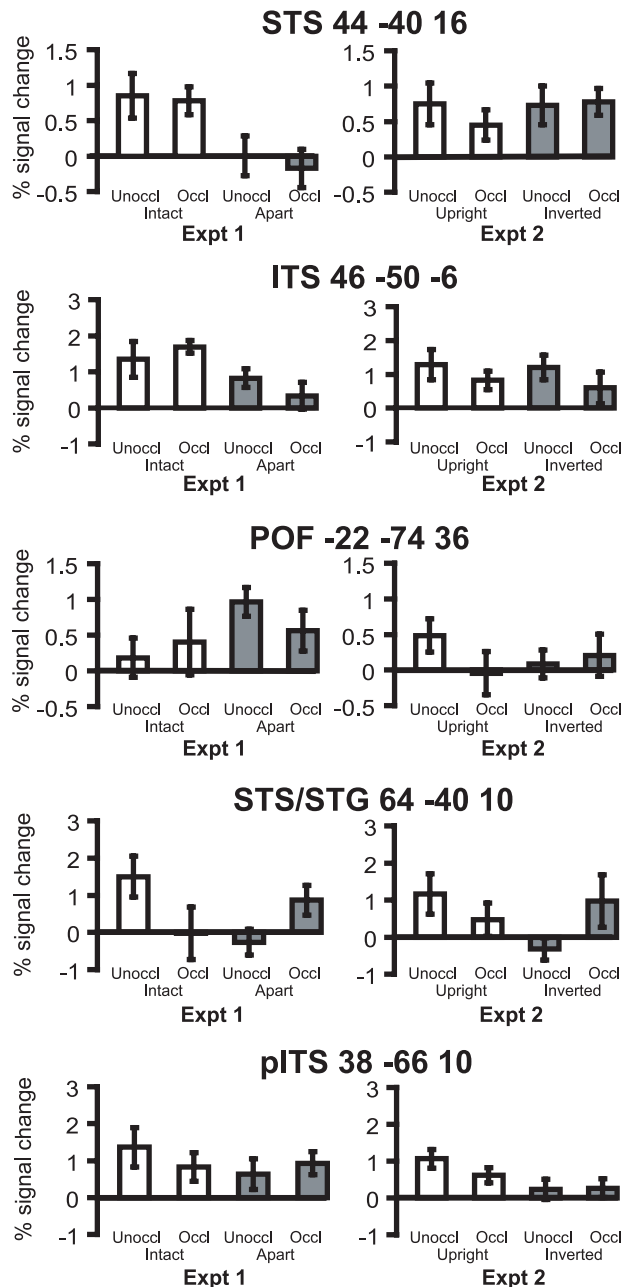 STS 44 -40 16
% signal change
1.5
1
0.5
0
-0.5
Unoccl Occl Unoccl Occl
Intact Apart
Expt 1
1.5
1
0.5
0
-0.5
Unoccl Occl Unoccl Occl
Upright Inverted
Expt 2
ITS 46 -50 -6
% signal change
3
2
1
0
-1
Unoccl Occl Unoccl Occl
Intact Apart
Expt 1
3
2
1
0
-1
Unoccl Occl Unoccl Occl
Upright Inverted
Expt 2
POF -22 -74 36
% signal change
1.5
1
0.5
0
-0.5
Unoccl Occl Unoccl Occl
Intact Apart
Expt 1
1.5
1
0.5
0
-0.5
Unoccl Occl Unoccl Occl
Upright Inverted
Expt 2
STS/STG 64 -40 10
% signal change
3
2
1
0
-1
Unoccl Occl Unoccl Occl
Intact Apart
Expt 1
3
2
1
0
-1
Unoccl Occl Unoccl Occl
Upright Inverted
Expt 2
pITS 38 -66 10
% signal change
3
2
1
0
-1
Unoccl Occl Unoccl Occl
Intact Apart
Expt 1
3
2
1
0
-1
Unoccl Occl Unoccl Occl
Upright Inverted
Expt 2